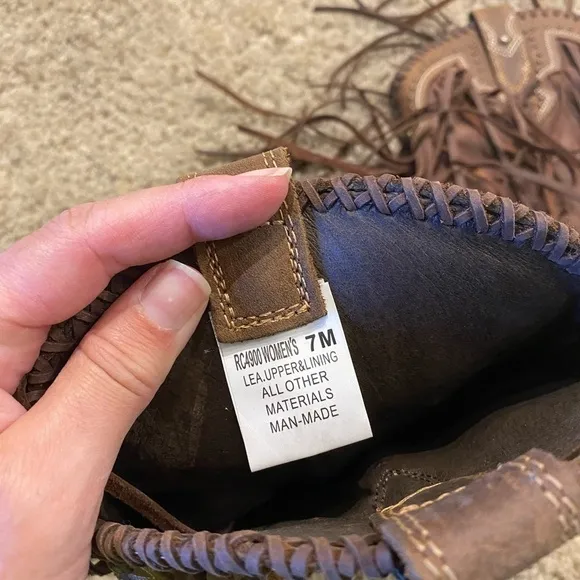 RC4900 WOMEN'S 7M
LEA.UPPER&LINING
ALL OTHER
MATERIALS
MAN-MADE